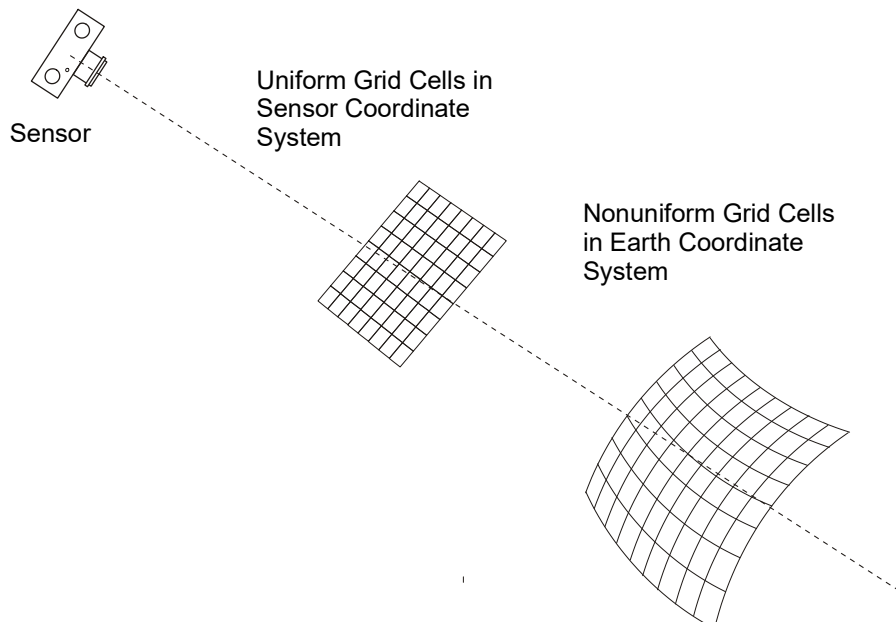 Sensor
Uniform Grid Cells in
Sensor Coordinate
System
Nonuniform Grid Cells
in Earth Coordinate
System